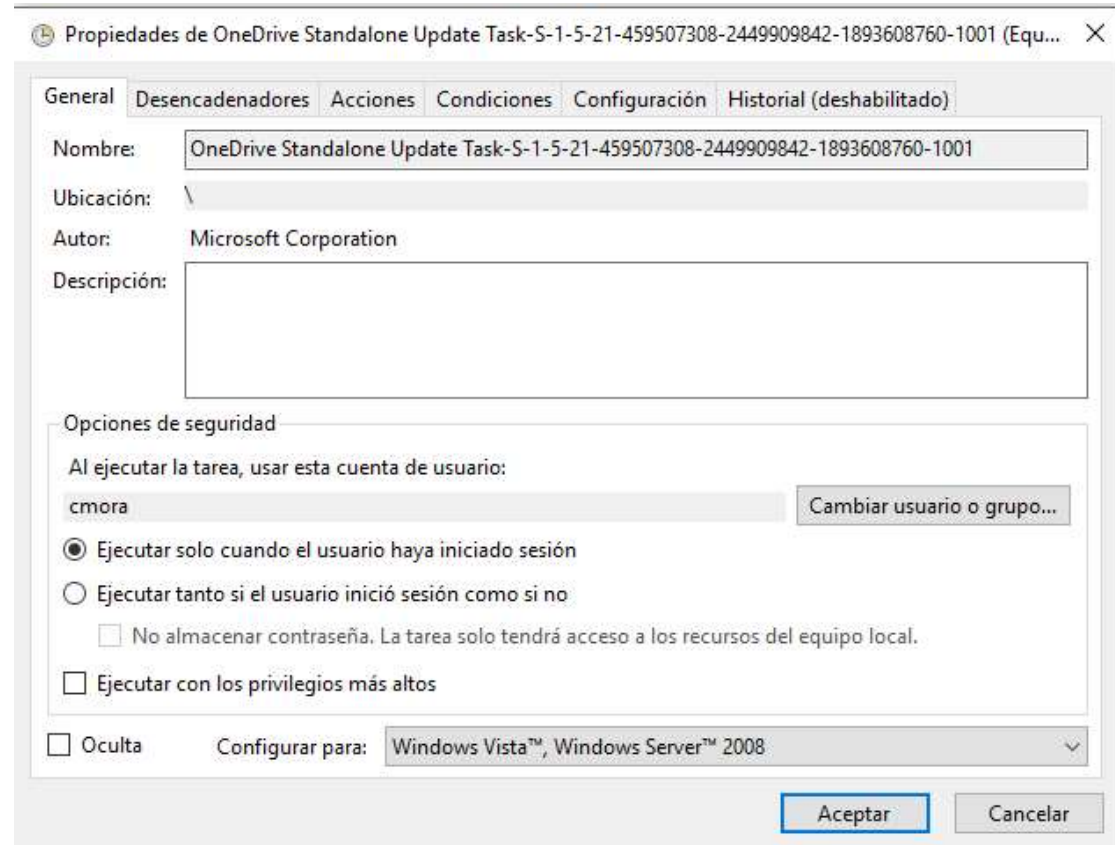 Propiedades de OneDrive Standalone Update Task-S-1-5-21-459507308-2449909842-1893608760-1001 (Equ...
General Desencadenadores Acciones Condiciones Configuración Historial (deshabilitado)
Nombre: OneDrive Standalone Update Task-S-1-5-21-459507308-2449909842-1893608760-1001
Ubicación: \
Autor: Microsoft Corporation
Descripción:
Opciones de seguridad
Al ejecutar la tarea, usar esta cuenta de usuario:
cmora Cambiar usuario o grupo...
Ejecutar solo cuando el usuario haya iniciado sesión
Ejecutar tanto si el usuario inició sesión como si no
No almacenar contraseña. La tarea solo tendrá acceso a los recursos del equipo local.
Ejecutar con los privilegios más altos
Oculta Configurar para: Windows Vista™, Windows Server™ 2008
Aceptar Cancelar